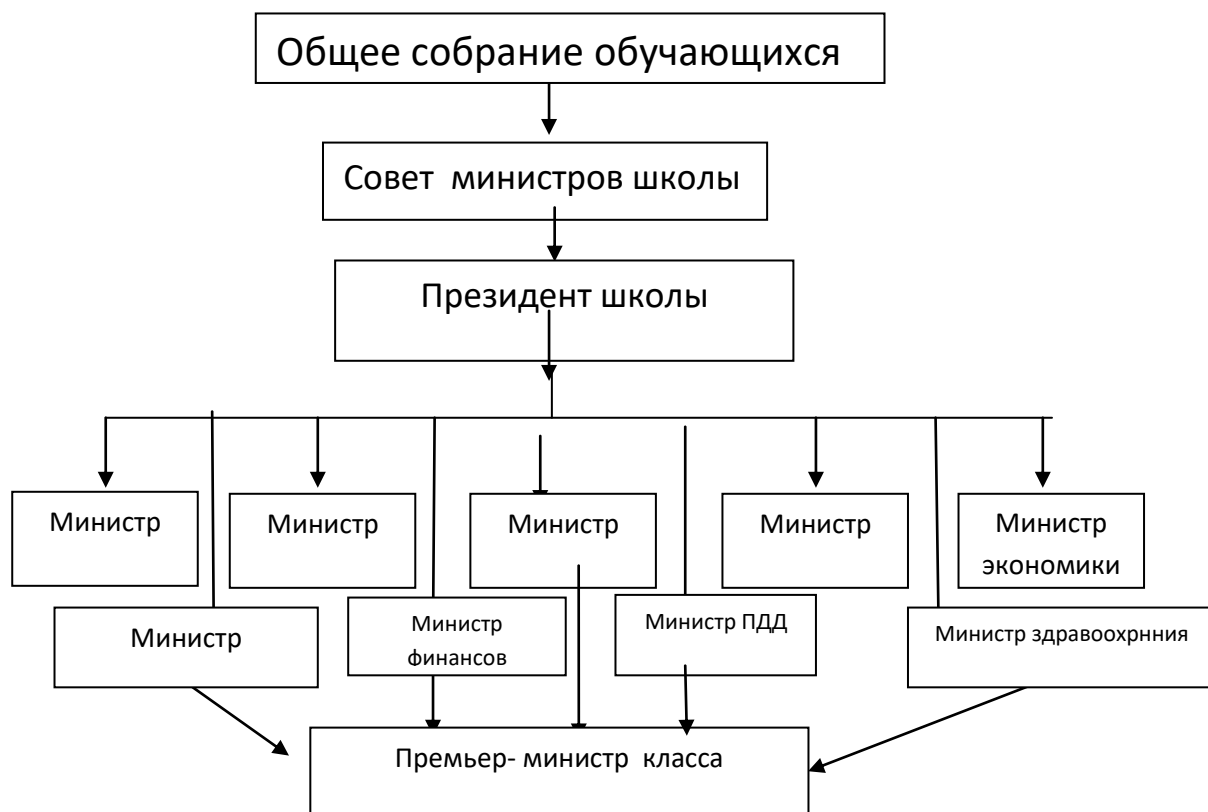 Общее собрание обучающихся
Совет министров школы
Президент школы
Министр
Министр
Министр
Министр
Министр
экономики
Министр
Министр
финансов
Министр ПДД
Министр здравоохрнния
Премьер- министр класса